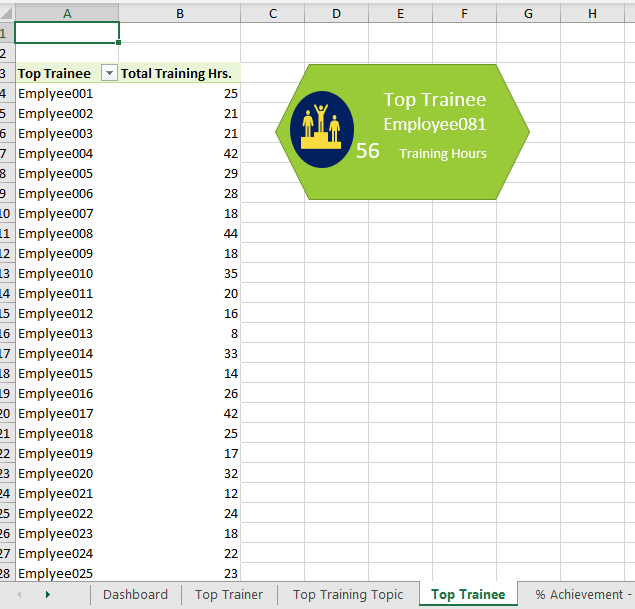 A B C D E F G H
1
2
3 Top Trainee Total Training Hrs.
4 Emplyee001 25
5 Emplyee002 21
6 Emplyee003 21
7 Emplyee004 42
8 Emplyee005 29
9 Emplyee006 28
10 Emplyee007 18
11 Emplyee008 44
12 Emplyee009 18
13 Emplyee010 35
14 Emplyee011 20
15 Emplyee012 16
16 Emplyee013 8
17 Emplyee014 33
18 Emplyee015 14
19 Emplyee016 26
20 Emplyee017 42
21 Emplyee018 25
22 Emplyee019 17
23 Emplyee020 32
24 Emplyee021 12
25 Emplyee022 24
26 Emplyee023 18
27 Emplyee024 22
28 Emplyee025 23
Top Trainee
Employee081
56 Training Hours
Dashboard Top Trainer Top Training Topic Top Trainee % Achievement -